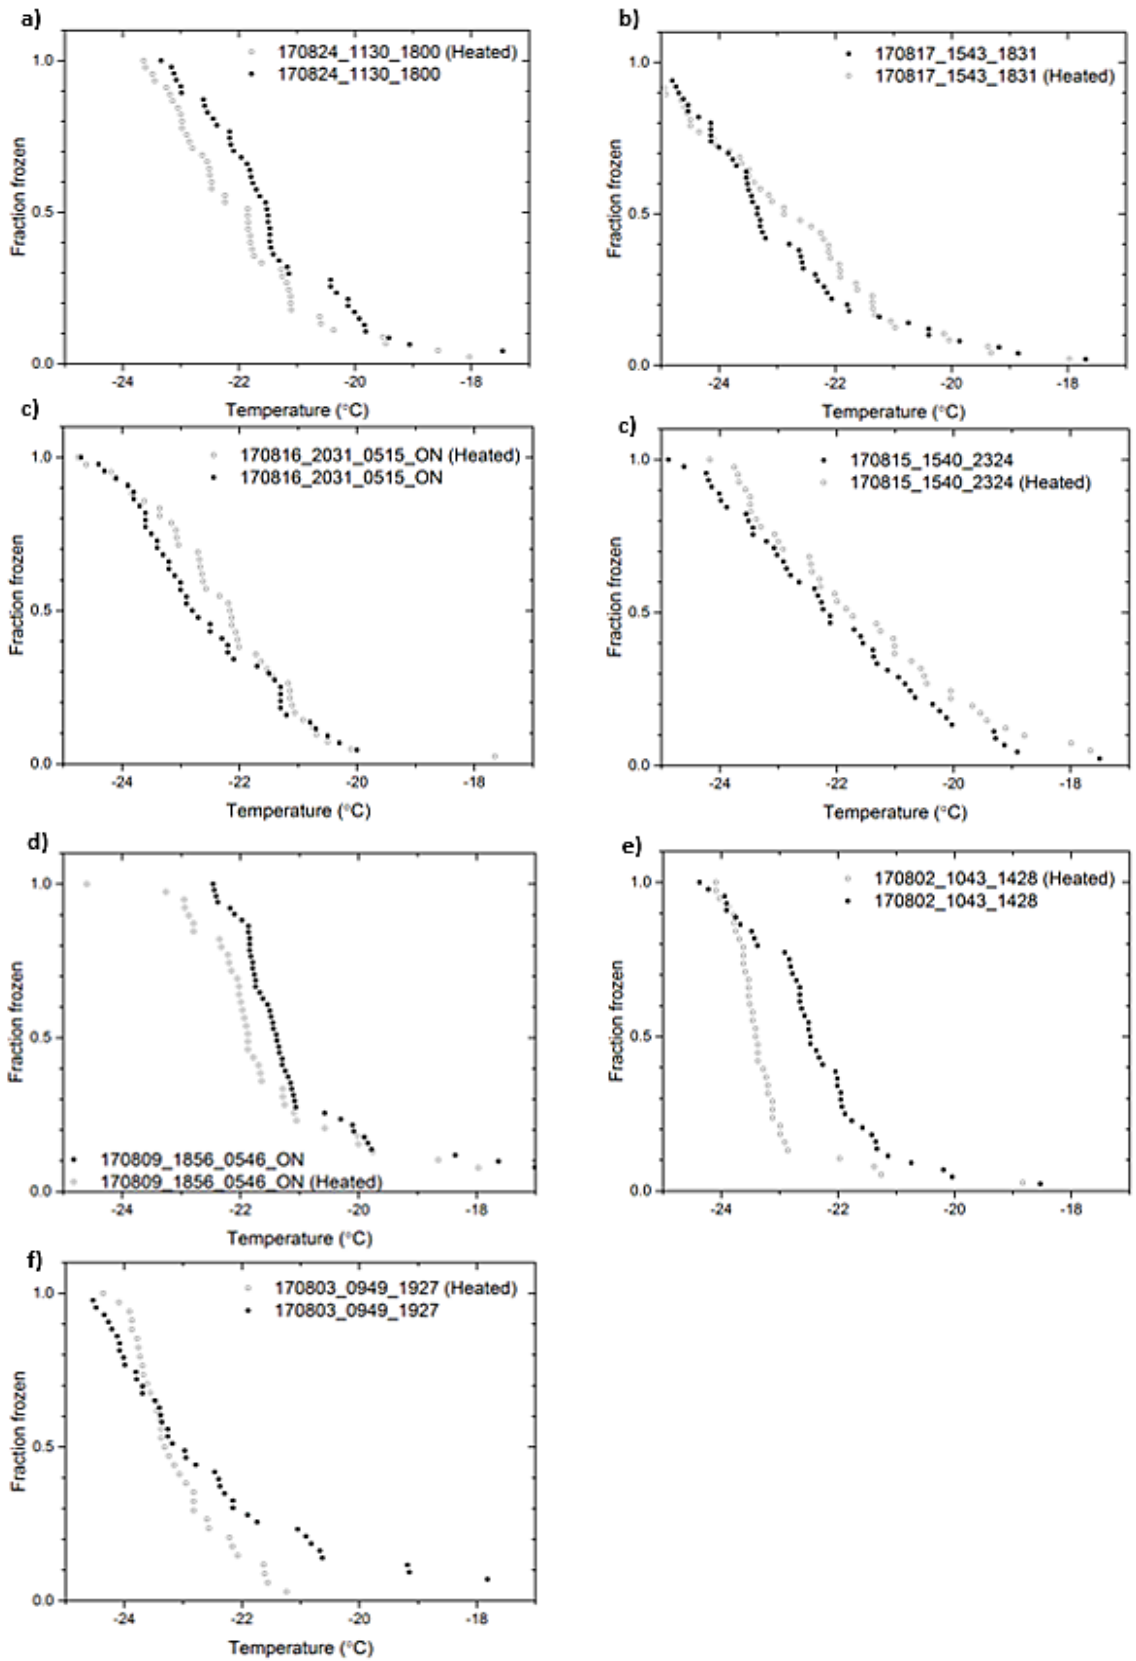 a)
170824_1130_1800 (Heated)
170824_1130_1800
1.0
0.5
0.0
Fraction frozen
-24
-22
-20
-18
Temperature (°C)
b)
170817_1543_1831
170817_1543_1831 (Heated)
1.0
0.5
0.0
Fraction frozen
-24
-22
-20
-18
Temperature (°C)
c)
170816_2031_0515_ON (Heated)
170816_2031_0515_ON
1.0
0.5
0.0
Fraction frozen
-24
-22
-20
-18
Temperature (°C)
c)
170815_1540_2324
170815_1540_2324 (Heated)
1.0
0.5
0.0
Fraction frozen
-24
-22
-20
-18
Temperature (°C)
d)
1.0
0.5
0.0
Fraction frozen
170809_1856_0546_ON
170809_1856_0546_ON (Heated)
-24
-22
-20
-18
Temperature (°C)
e)
170802_1043_1428 (Heated)
170802_1043_1428
1.0
0.5
0.0
Fraction frozen
-24
-22
-20
-18
Temperature (°C)
f)
170803_0949_1927 (Heated)
170803_0949_1927
1.0
0.5
0.0
Fraction frozen
-24
-22
-20
-18
Temperature (°C)